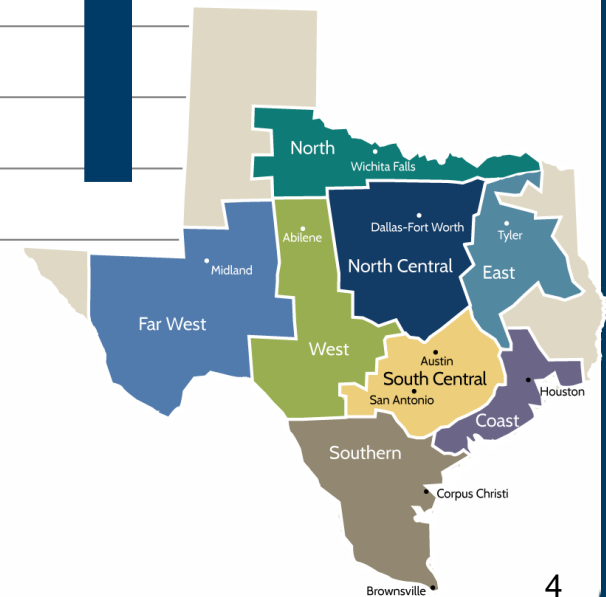 North
Wichita Falls
Dallas-Fort Worth
Abilene
Tyler
North Central
East
Midland
Far West
West
Austin
South Central
San Antonio
Houston
Coast
Southern
Corpus Christi
Brownsville
4